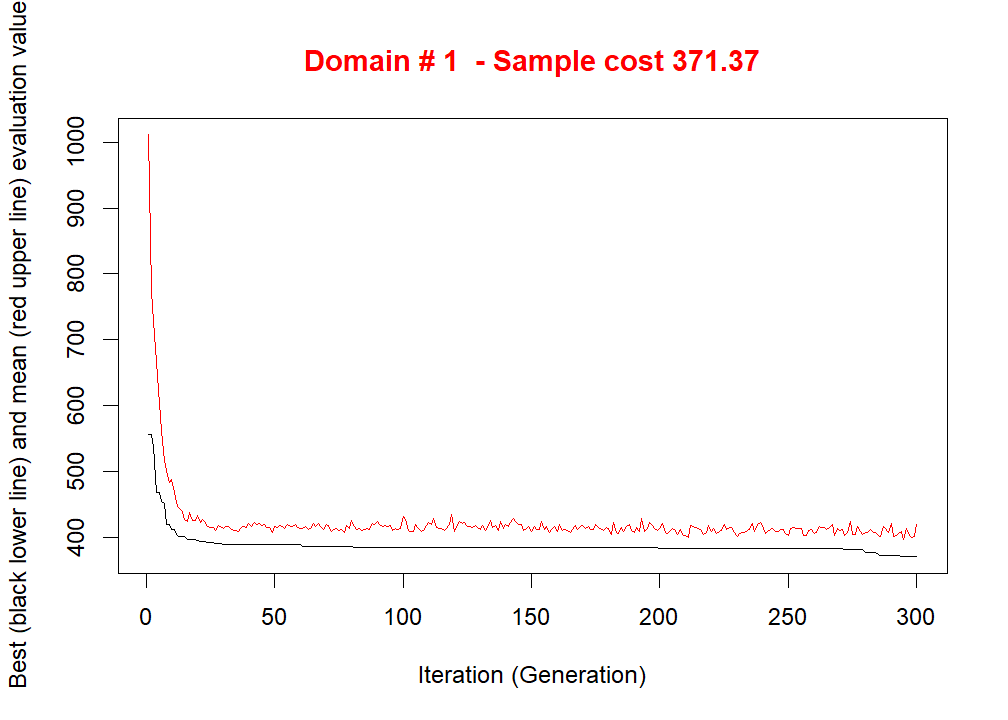 Domain # 1  - Sample cost 371.37
Best (black lower line) and mean (red upper line) evaluation value
1000
900
800
700
600
500
400
0 50 100 150 200 250 300
Iteration (Generation)